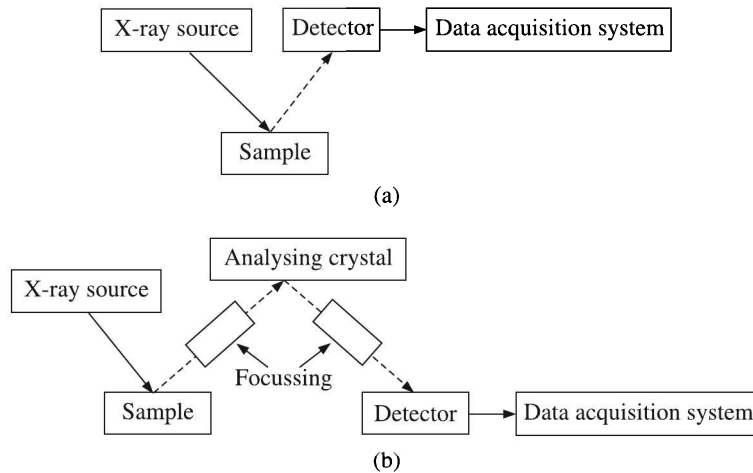 X-ray source
Detector
Data acquisition system
Sample
(a)
Analysing crystal
X-ray source
Focussing
Sample
Detector
Data acquisition system
(b)